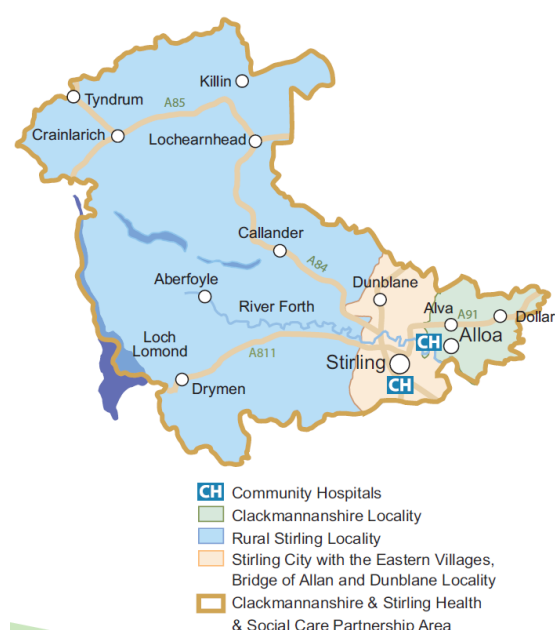 Killin
Tyndrum
A85
Crainlarich
Lochearnhead
Callander
A84
Dunblane
Aberfoyle
River Forth
Alva
A91
Dollar
CH
Alloa
Loch
Lomond
A811
Stirling
CH
Drymen
CH Community Hospitals
Clackmannanshire Locality
Rural Stirling Locality
Stirling City with the Eastern Villages,
Bridge of Allan and Dunblane Locality
Clackmannanshire & Stirling Health
& Social Care Partnership Area